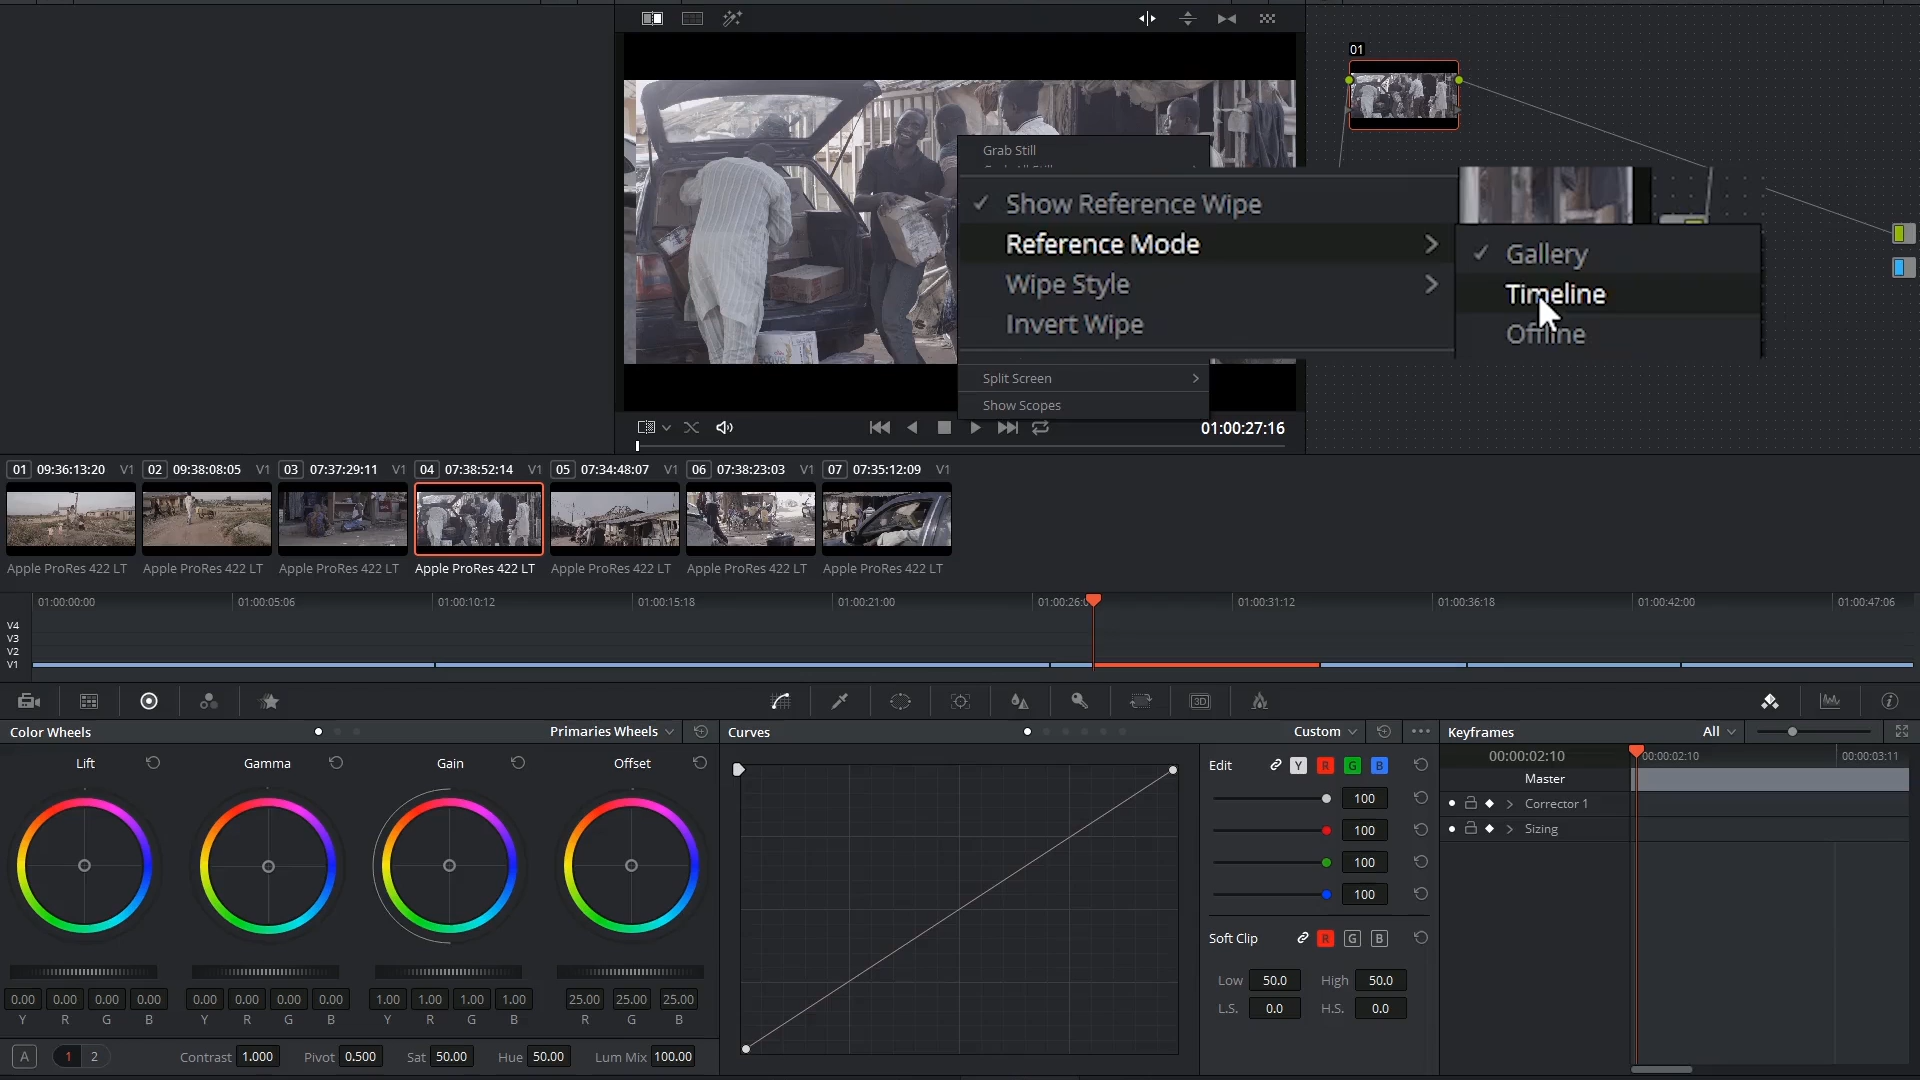 01
Grab Still
Show Reference Wipe
Reference Mode
Wipe Style
Invert Wipe
Gallery
Timeline
Offline
Split Screen
Show Scopes
01:00:27:16
01 09:36:13:20 V1 02 09:38:08:05 V1 03 07:37:29:11 V1 04 07:38:52:14 V1 05 07:34:48:07 V1 06 07:38:23:03 V1 07 07:35:12:09 V1
Apple ProRes 422 LT Apple ProRes 422 LT Apple ProRes 422 LT Apple ProRes 422 LT Apple ProRes 422 LT Apple ProRes 422 LT Apple ProRes 422 LT
01:00:00:00 01:00:05:06 01:00:10:12 01:00:15:18 01:00:21:00 01:00:26:0 01:00:31:12 01:00:36:18 01:00:42:00 01:00:47:06
V4
V3
V2
V1
3D
Color Wheels Primaries Wheels
Lift Gamma Gain Offset
0.00 0.00 0.00 0.00 0.00 0.00 0.00 0.00 1.00 1.00 1.00 1.00 25.00 25.00 25.00
Y R G B Y R G B Y R G B R G B
A 1 2 Contrast 1.000 Pivot 0.500 Sat 50.00 Hue 50.00 Lum Mix 100.00
Curves Custom
Edit Y R G B
100
100
100
100
Soft Clip R G B
Low 50.0 High 50.0
L.S. 0.0 H.S. 0.0
Keyframes All
00:00:02:10 00:00:02:10 00:00:03:11
Master
Corrector 1
Sizing